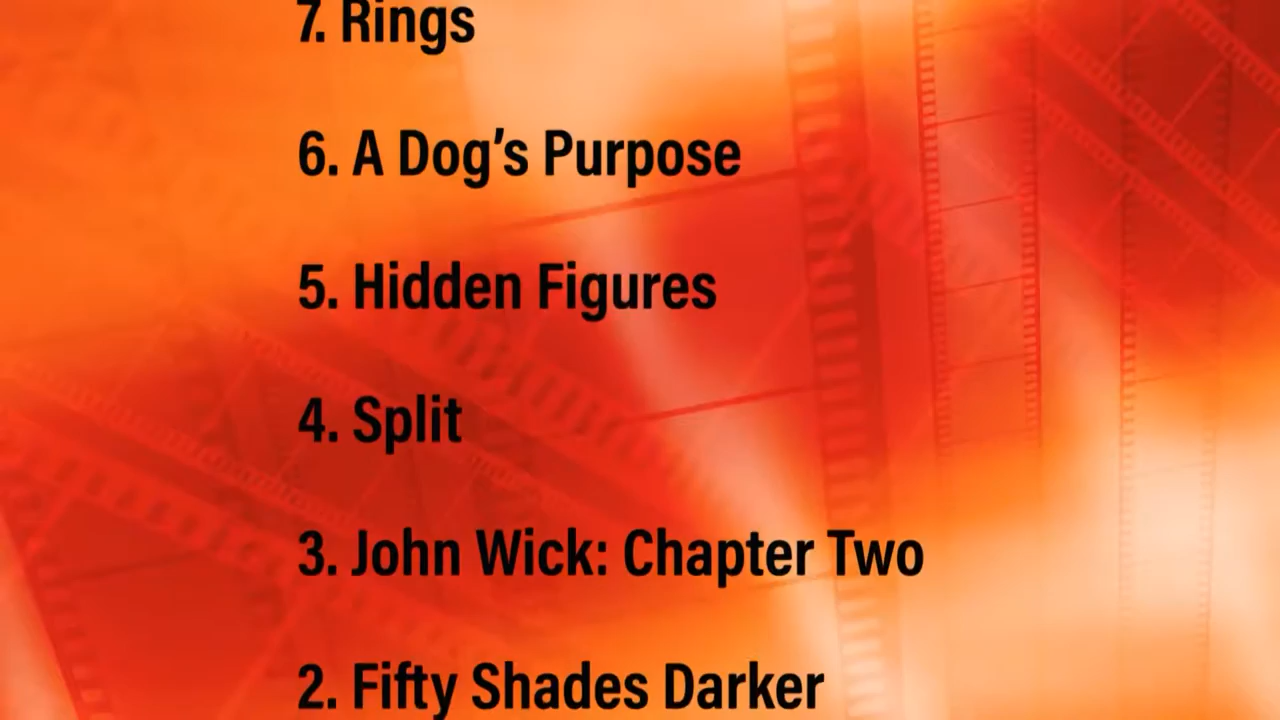 7. Rings
6. A Dog’s Purpose
5. Hidden Figures
4. Split
3. John Wick: Chapter Two
2. Fifty Shades Darker